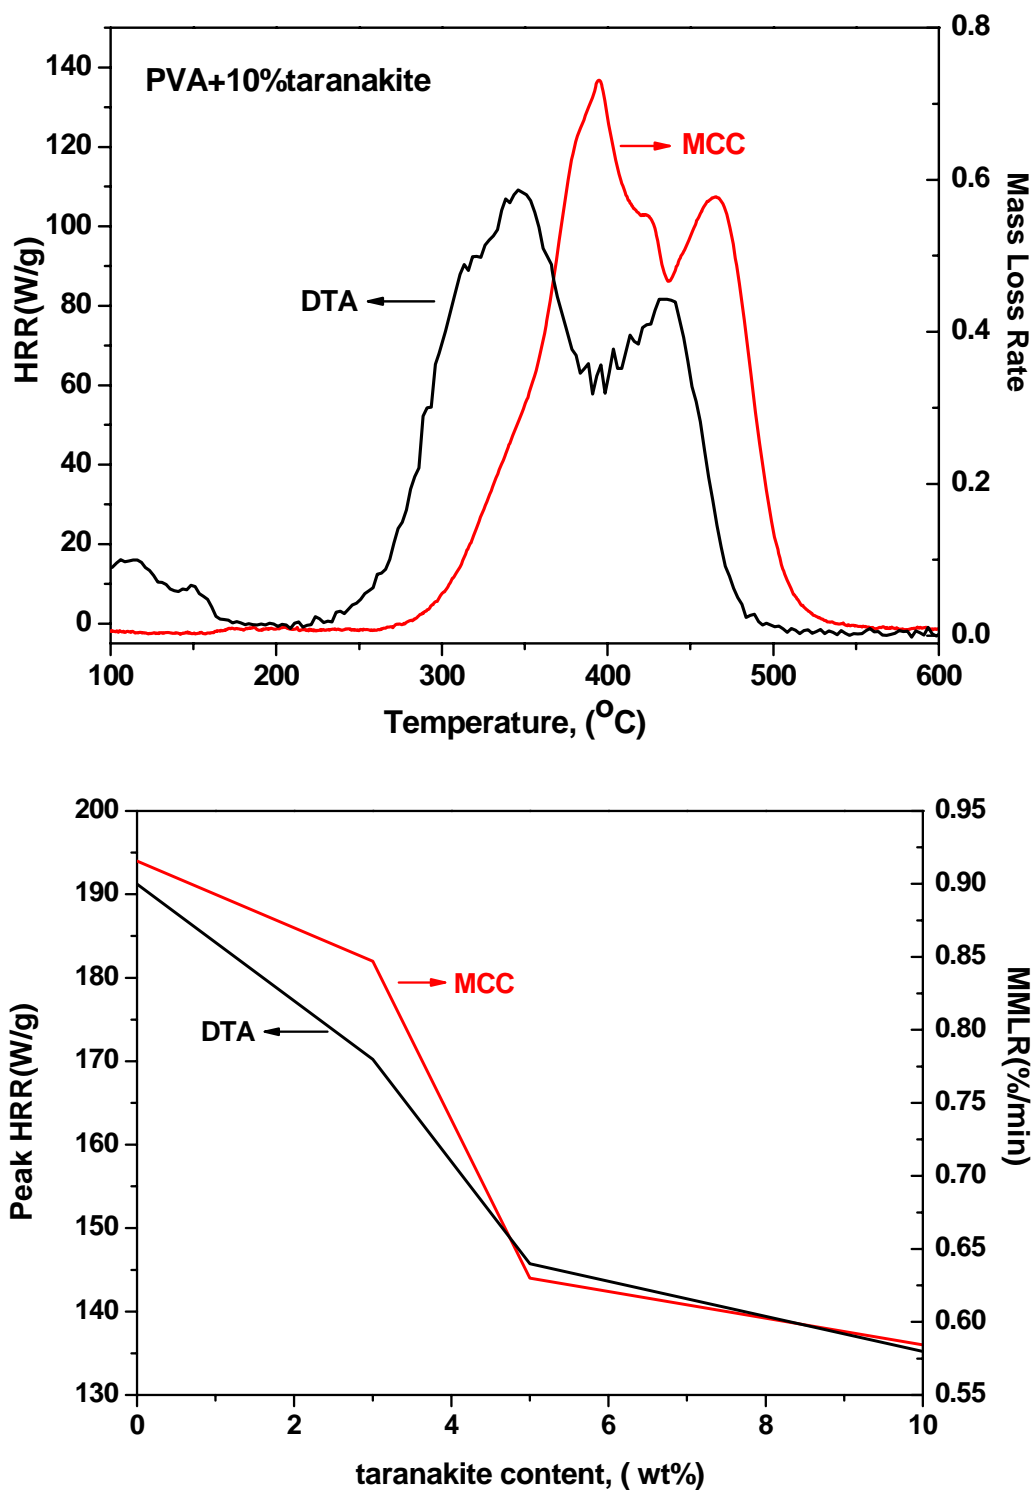 PVA+10%taranakite
MCC
DTA
HRR(W/g)
140
120
100
80
60
40
20
0
Mass Loss Rate
0.8
0.6
0.4
0.2
0.0
100 200 300 400 500 600
Temperature, (°C)
200
190
180
170
160
150
140
130
Peak HRR(W/g)
MCC
DTA
0.95
0.90
0.85
0.80
0.75
0.70
0.65
0.60
0.55
MMLR(%/min)
0 2 4 6 8 10
taranakite content, ( wt%)